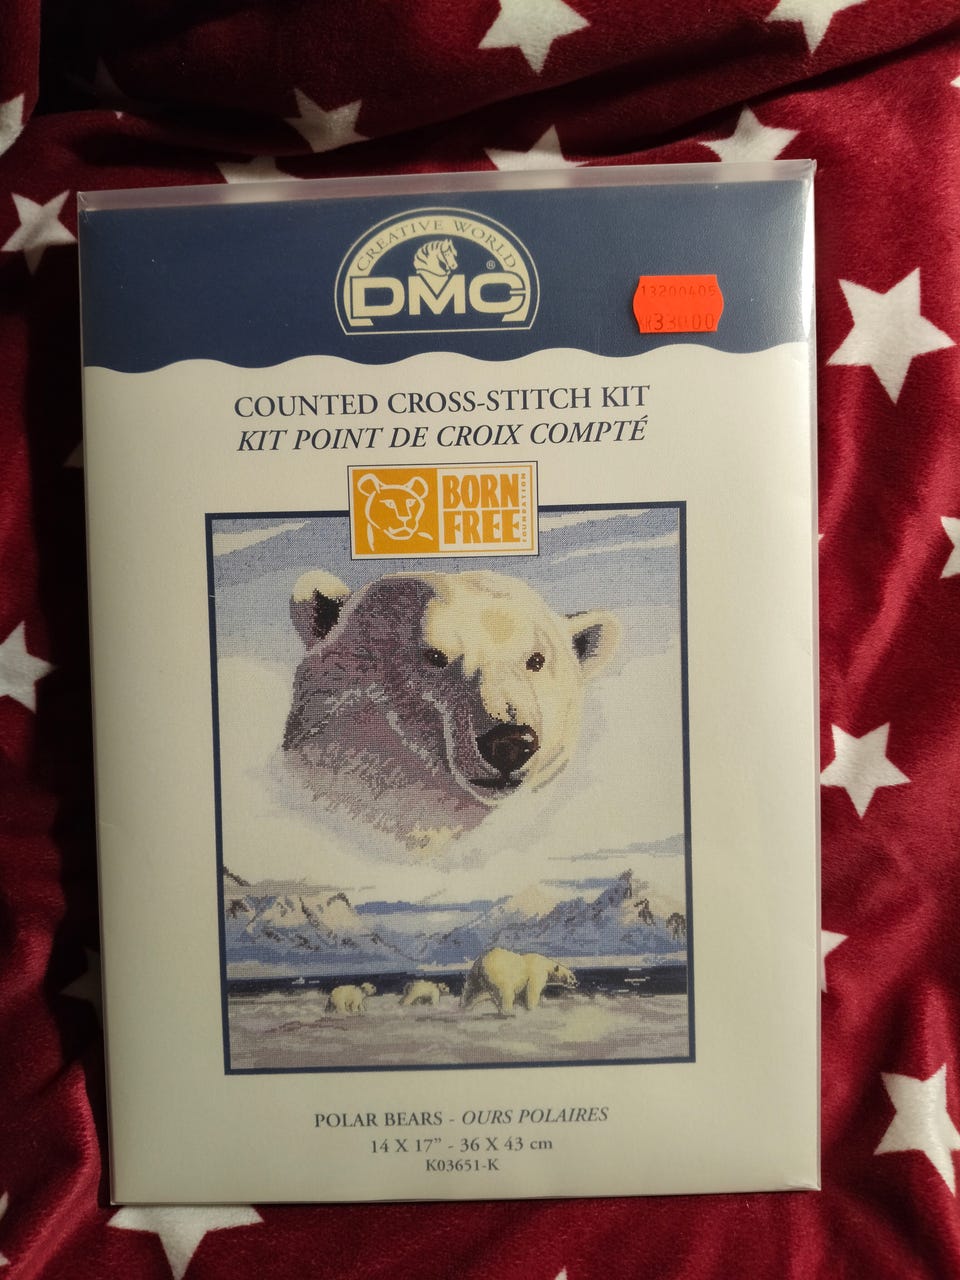 CREATIVE WORLD
DMC®
13200405
COUNTED CROSS-STITCH KIT
KIT POINT DE CROIX COMPTÉ
BORN
FREE
FOUNDATION
POLAR BEARS - OURS POLAIRES
14 X 17” - 36 X 43 cm
K03651-K